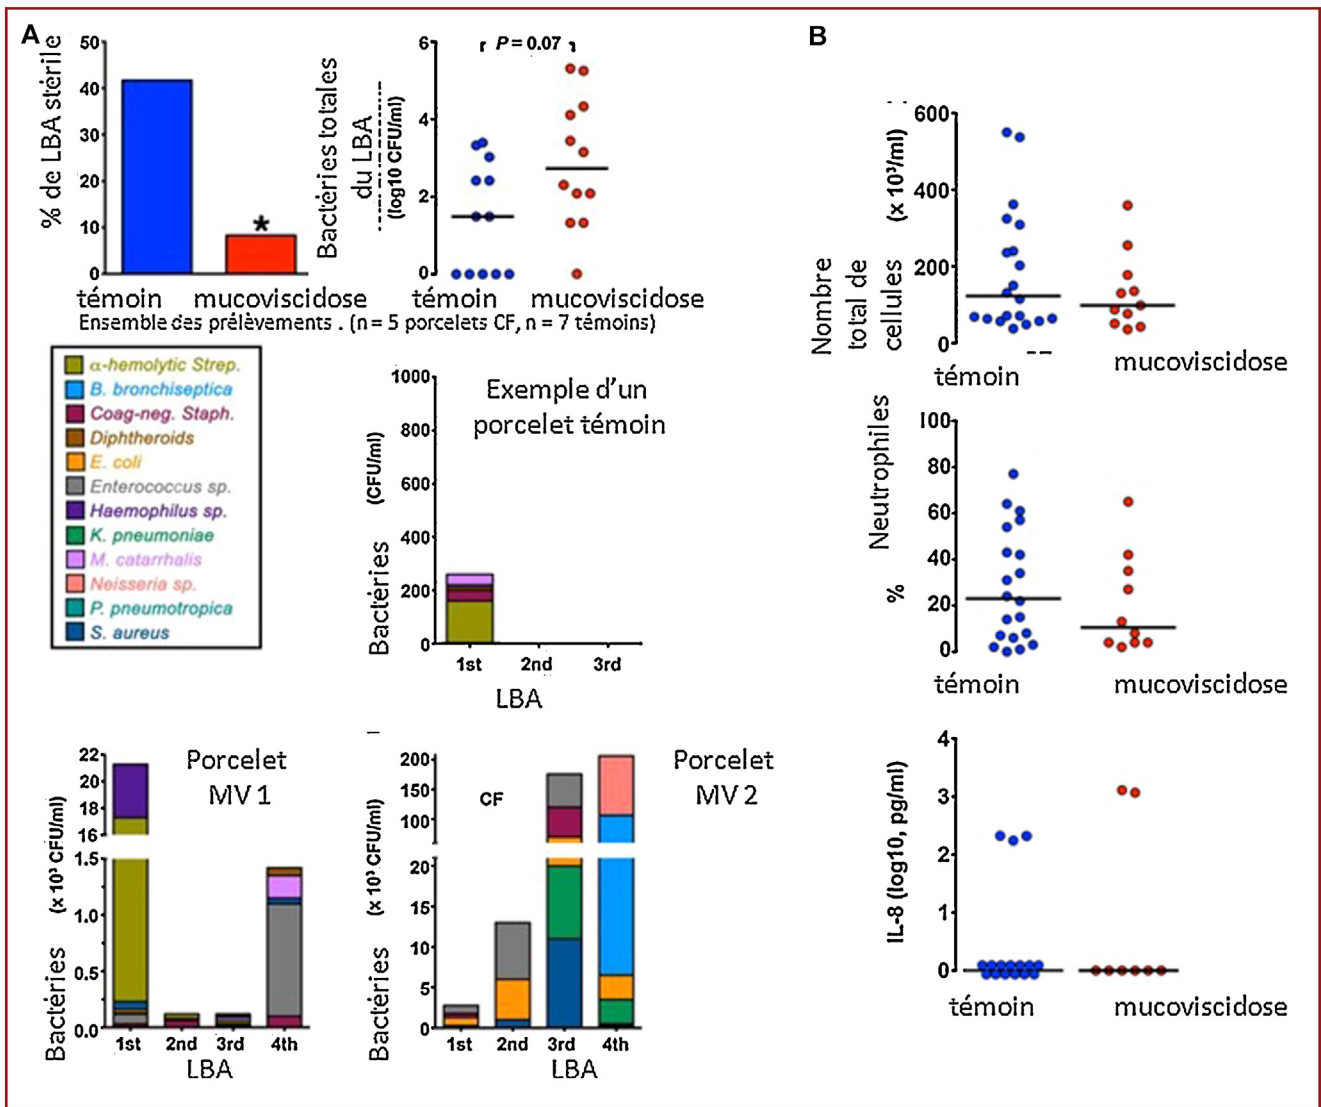 A
% de LBA stérile
50
40
30
20
10
0
*
témoin
mucoviscidose
Bactéries totales
du LBA
(log10 CFU/ml)
6
4
2
0
P = 0.07
témoin
mucoviscidose
Ensemble des prélèvements . (n = 5 porcelets CF, n = 7 témoins)
α-hemolytic Strep.
B. bronchiseptica
Coag-neg. Staph.
Diphtheroids
E. coli
Enterococcus sp.
Haemophilus sp.
K. pneumoniae
M. catarrhalis
Neisseria sp.
P. pneumotropica
S. aureus
Exemple d’un
porcelet témoin
Bactéries
(CFU/ml)
1000
800
600
400
200
0
1st
2nd
3rd
LBA
Porcelet
MV 1
Bactéries
(x 10³ CFU/ml)
22
20
18
16
1.5
1.0
0.5
0.0
1st
2nd
3rd
4th
LBA
Porcelet
MV 2
CF
Bactéries
(x 10³ CFU/ml)
200
150
100
20
15
10
5
0
1st
2nd
3rd
4th
LBA
B
Nombre
total de
cellules
(x 10³/ml)
600
400
200
0
témoin
mucoviscidose
Neutrophiles
%
100
80
60
40
20
0
témoin
mucoviscidose
IL-8 (log10, pg/ml)
4
3
2
1
0
témoin
mucoviscidose